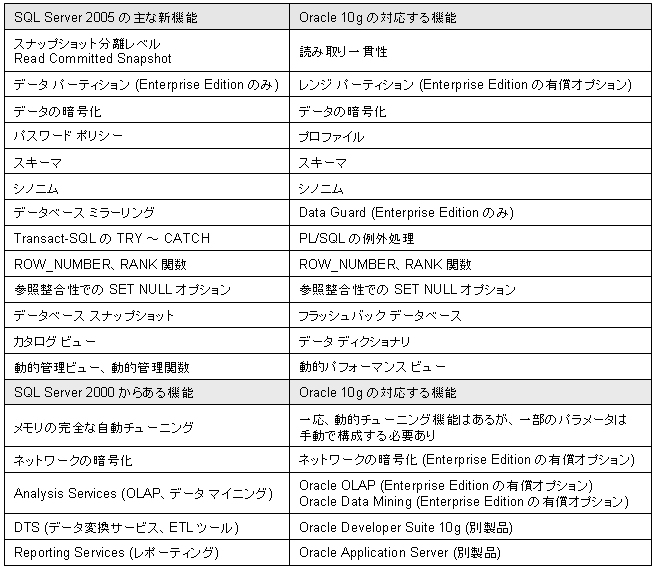 SQL Server 2005 の主な新機能
Oracle 10g の対応する機能
スナップショット分離レベル
Read Committed Snapshot
読み取り一貫性
データ パーティション (Enterprise Edition のみ)
レンジ パーティション (Enterprise Edition の有償オプション)
データの暗号化
データの暗号化
パスワード ポリシー
プロファイル
スキーマ
スキーマ
シノニム
シノニム
データベース ミラーリング
Data Guard (Enterprise Edition のみ)
Transact-SQL の TRY ～ CATCH
PL/SQL の例外処理
ROW_NUMBER、RANK 関数
ROW_NUMBER、RANK 関数
参照整合性での SET NULL オプション
参照整合性での SET NULL オプション
データベース スナップショット
フラッシュバック データベース
カタログ ビュー
データ ディクショナリ
動的管理ビュー、動的管理関数
動的パフォーマンス ビュー
SQL Server 2000 からある機能
Oracle 10g の対応する機能
メモリの完全な自動チューニング
一応、動的チューニング機能はあるが、一部のパラメータは
手動で構成する必要あり
ネットワークの暗号化
ネットワークの暗号化 (Enterprise Edition の有償オプション)
Analysis Services (OLAP、データ マイニング)
Oracle OLAP (Enterprise Edition の有償オプション)
Oracle Data Mining (Enterprise Edition の有償オプション)
DTS (データ変換サービス、ETL ツール)
Oracle Developer Suite 10g (別製品)
Reporting Services (レポーティング)
Oracle Application Server (別製品)